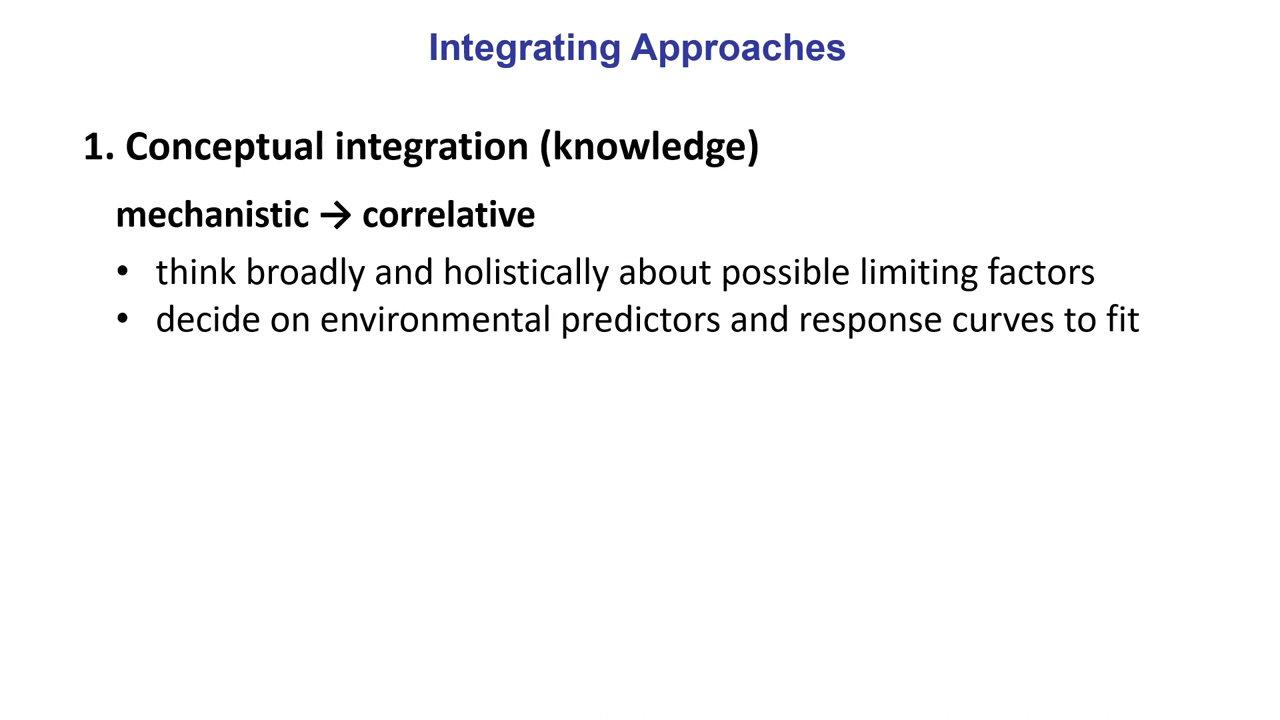 Integrating Approaches
1. Conceptual integration (knowledge)
mechanistic → correlative
• think broadly and holistically about possible limiting factors
• decide on environmental predictors and response curves to fit